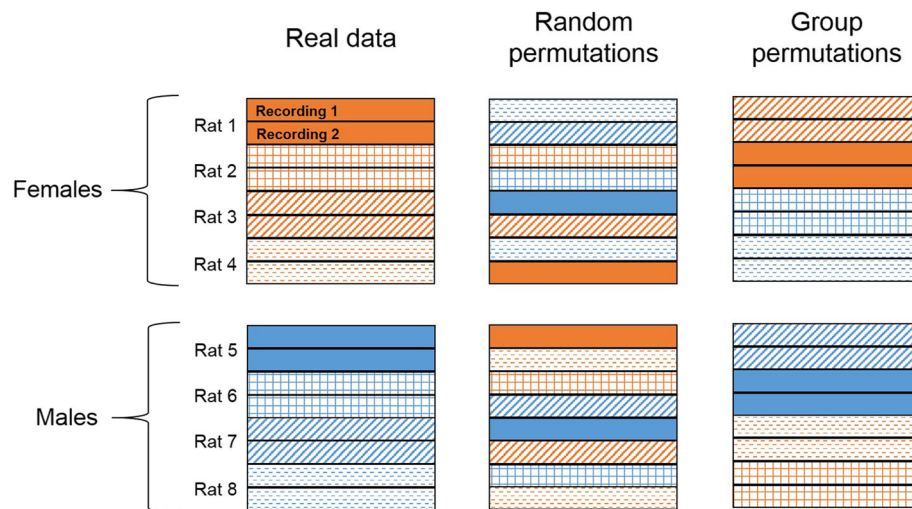 Real data
Random
permutations
Group
permutations
Females
Rat 1
Recording 1
Recording 2
Rat 2
Rat 3
Rat 4
Males
Rat 5
Rat 6
Rat 7
Rat 8